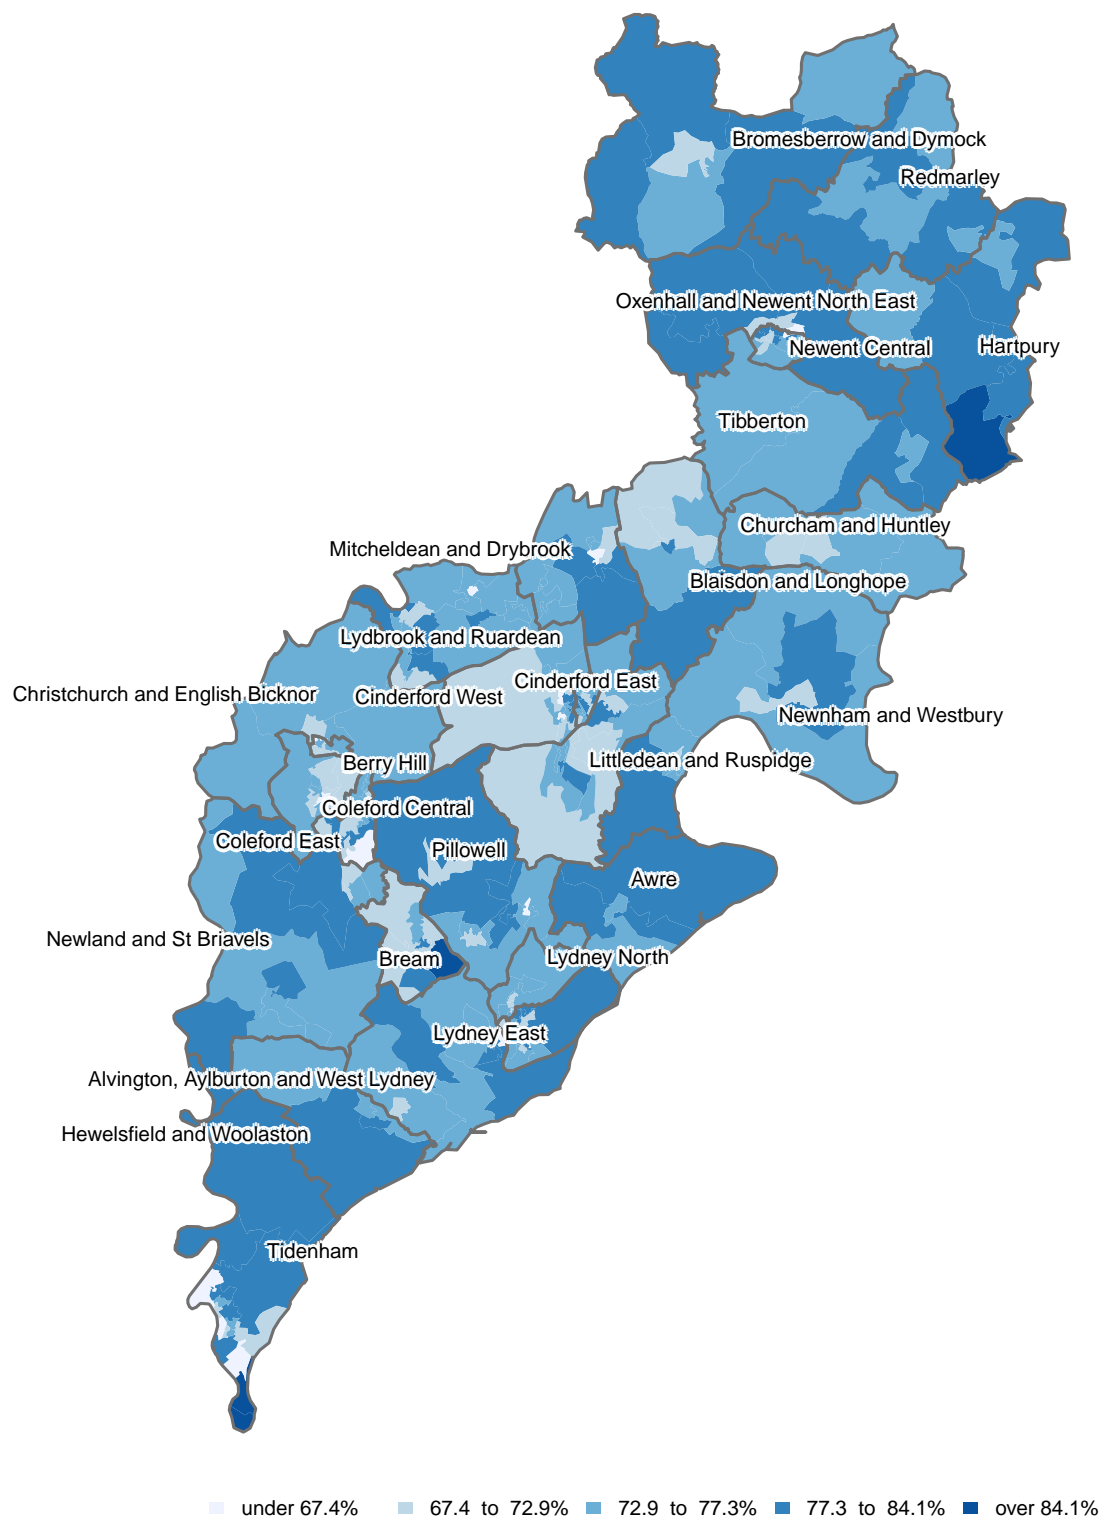 Bromesberrow and Dymock
Redmarley
Oxenhall and Newent North East
Newent Central
Hartpury
Tibberton
Churcham and Huntley
Mitcheldean and Drybrook
Blaisdon and Longhope
Lydbrook and Ruardean
Cinderford East
Christchurch and English Bicknor
Cinderford West
Newnham and Westbury
Berry Hill
Littledean and Ruspidge
Coleford Central
Coleford East
Pillowell
Awre
Newland and St Briavels
Bream
Lydney North
Lydney East
Alvington, Aylburton and West Lydney
Hewelsfield and Woolaston
Tidenham
under 67.4% 67.4 to 72.9% 72.9 to 77.3% 77.3 to 84.1% over 84.1%